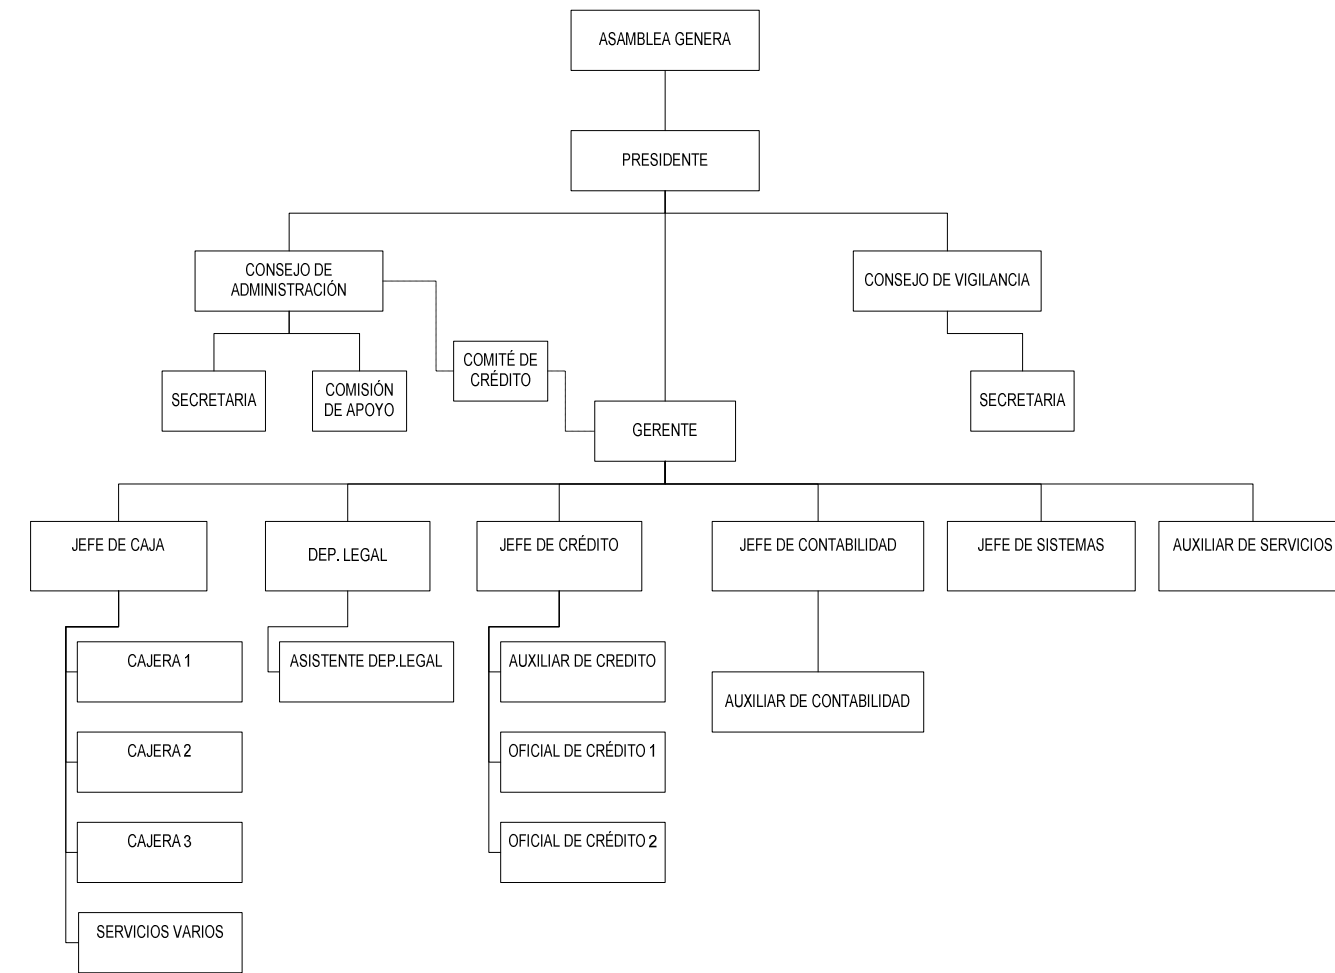 ASAMBLEA GENERA
PRESIDENTE
CONSEJO DE
ADMINISTRACIÓN
CONSEJO DE VIGILANCIA
SECRETARIA
COMISIÓN
DE APOYO
COMITÉ DE
CRÉDITO
SECRETARIA
GERENTE
JEFE DE CAJA
DEP. LEGAL
JEFE DE CRÉDITO
JEFE DE CONTABILIDAD
JEFE DE SISTEMAS
AUXILIAR DE SERVICIOS
CAJERA 1
ASISTENTE DEP.LEGAL
AUXILIAR DE CREDITO
AUXILIAR DE CONTABILIDAD
CAJERA 2
OFICIAL DE CRÉDITO 1
CAJERA 3
OFICIAL DE CRÉDITO 2
SERVICIOS VARIOS